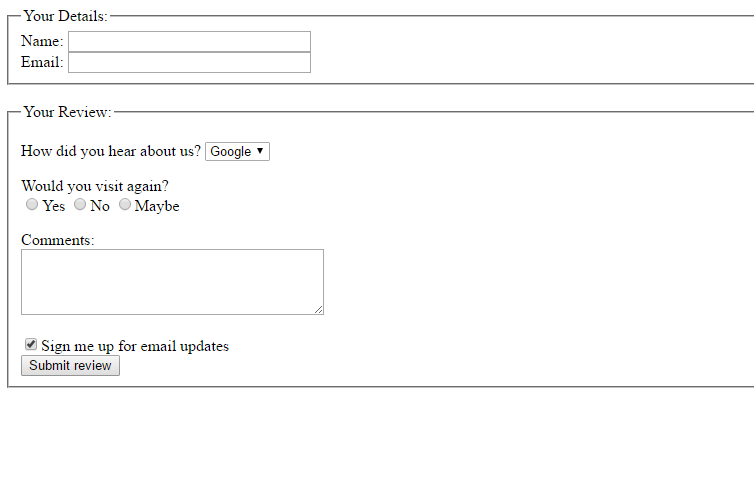 Your Details:
Name:
Email:
Your Review:
How did you hear about us? Google
Would you visit again?
Yes No Maybe
Comments:
Sign me up for email updates
Submit review